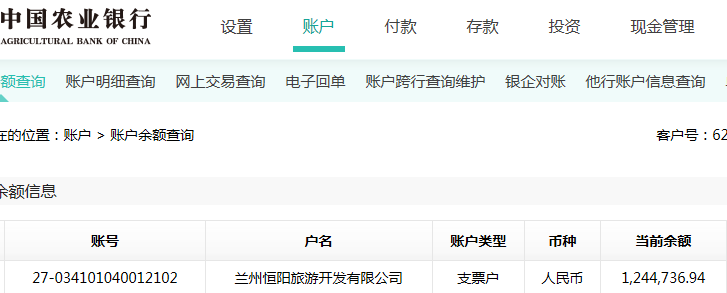 中国农业银行
AGRICULTURAL BANK OF CHINA
设置 账户 付款 存款 投资 现金管理
额查询 账户明细查询 网上交易查询 电子回单 账户跨行查询维护 银企对账 他行账户信息查询
在的位置：账户 > 账户余额查询 客户号：62
余额信息
账号 户名 账户类型 币种 当前余额
27-034101040012102 兰州恒阳旅游开发有限公司 支票户 人民币 1,244,736.94